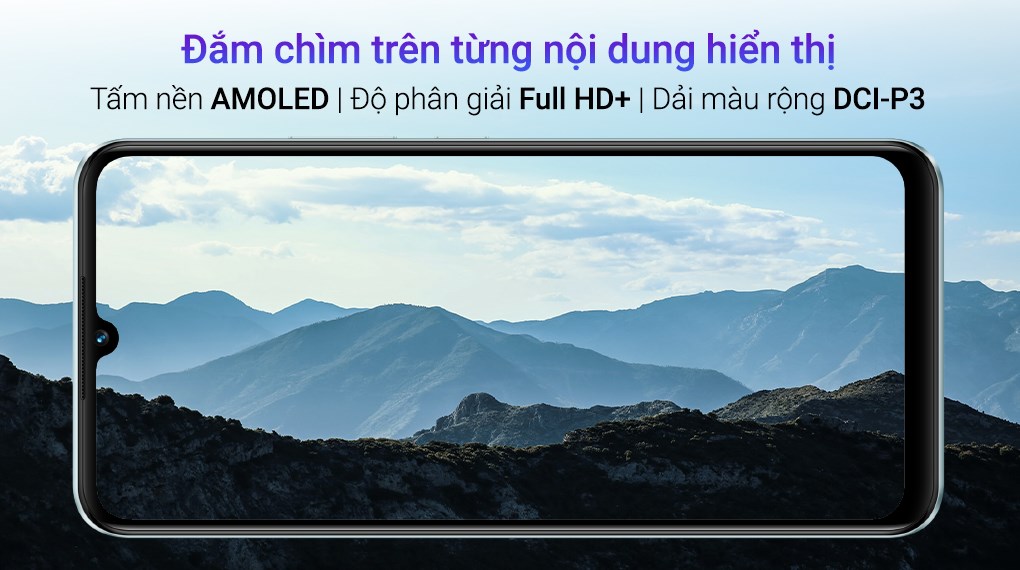 Đắm chìm trên từng nội dung hiển thị
Tấm nền AMOLED | Độ phân giải Full HD+ | Dải màu rộng DCI-P3